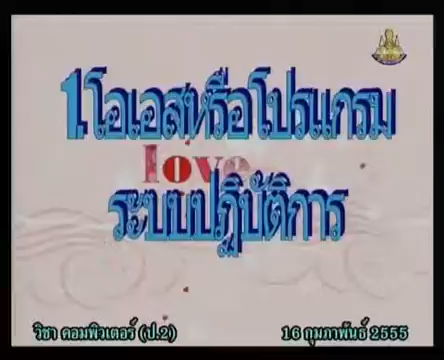 1.โอเอสหรือโปรแกรม
love
ระบบปฏิบัติการ
วิชา คอมพิวเตอร์ (ป.2)
16 กุมภาพันธ์ 2555